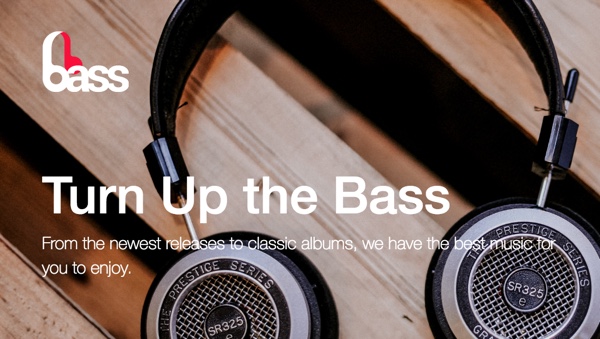 bass
Turn Up the Bass
From the newest releases to classic albums, we have the best music for
you to enjoy.
THE PRESTIGE SERIES
SR325
e
THE PRESTIGE SERIES
SR325
e